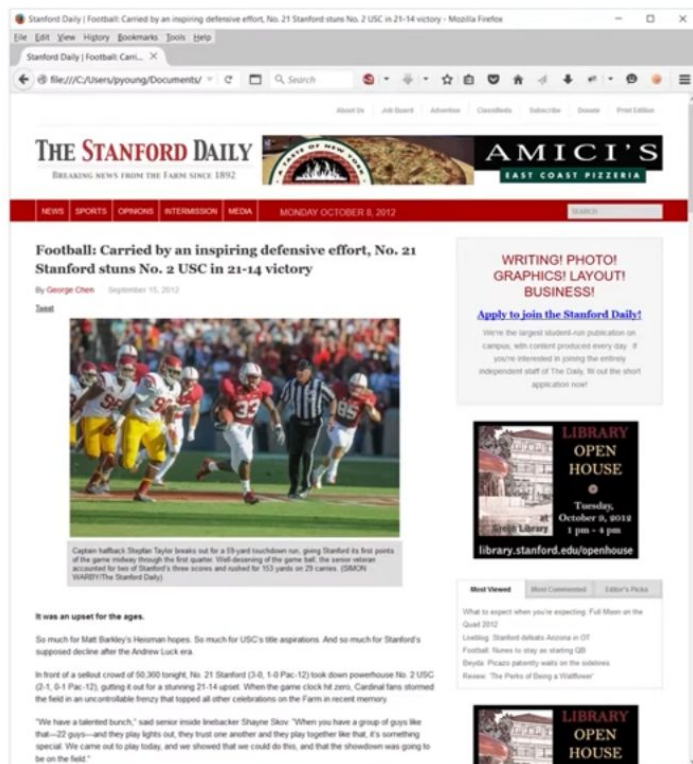 Stanford Daily | Football: Carried by an inspiring defensive effort, No. 21 Stanford stuns No. 2 USC in 21-14 victory - Mozilla Firefox
File Edit View History Bookmarks Tools Help
Stanford Daily | Football: Carri...
file:///C:/Users/pyoung/Documents/
Search
About Us Job Board Advertise Classifieds Subscribe Donate Print Edition
THE STANFORD DAILY
BREAKING NEWS FROM THE FARM SINCE 1892
A TASTE OF NEW YORK
AMICI'S
EAST COAST PIZZERIA
NEWS SPORTS OPINIONS INTERMISSION MEDIA MONDAY OCTOBER 8, 2012 SEARCH
Football: Carried by an inspiring defensive effort, No. 21
Stanford stuns No. 2 USC in 21-14 victory
By George Chen September 15, 2012
Tweet
33
85
Captain halfback Stepfan Taylor breaks out for a 59-yard touchdown run, giving Stanford its first points
of the game midway through the first quarter. Well-deserving of the game ball, the senior veteran
accounted for two of Stanford's three scores and rushed for 153 yards on 29 carries. (SIMON
WARBY/The Stanford Daily)
It was an upset for the ages.
So much for Matt Barkley's Heisman hopes. So much for USC's title aspirations. And so much for Stanford's
supposed decline after the Andrew Luck era.
In front of a sellout crowd of 50,360 tonight, No. 21 Stanford (3-0, 1-0 Pac-12) took down powerhouse No. 2 USC
(2-1, 0-1 Pac-12), gutting it out for a stunning 21-14 upset. When the game clock hit zero, Cardinal fans stormed
the field in an uncontrollable frenzy that topped all other celebrations on the Farm in recent memory.
"We have a talented bunch," said senior inside linebacker Shayne Skov. "When you have a group of guys like
that—22 guys—and they play lights out, they trust one another and they play together like that, it's something
special. We came out to play today, and we showed that we could do this, and that the showdown was going to
be on the field."
WRITING! PHOTO!
GRAPHICS! LAYOUT!
BUSINESS!
Apply to join the Stanford Daily!
We're the largest student-run publication on
campus, with content produced every day. If
you're interested in joining the entirely
independent staff of The Daily, fill out the short
application now!
LIBRARY
OPEN
HOUSE
at
Green Library
Tuesday,
October 9, 2012
1 pm - 4 pm
library.stanford.edu/openhouse
Most Viewed Most Commented Editor's Picks
What to expect when you're expecting: Full Moon on the
Quad 2012
Loebing: Stanford defeats Arizona in OT
Football: Nunes to stay as starting QB
Beyda: Picazo patiently waits on the sidelines
Review: 'The Perks of Being a Wallflower'
LIBRARY
OPEN
HOUSE